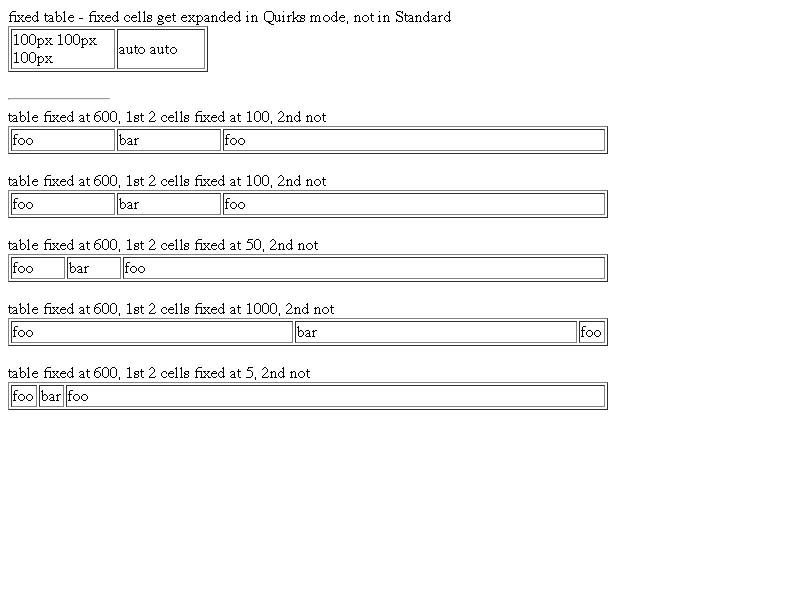 fixed table - fixed cells get expanded in Quirks mode, not in Standard
100px 100px
100px
auto auto
table fixed at 600, 1st 2 cells fixed at 100, 2nd not
foo bar foo
table fixed at 600, 1st 2 cells fixed at 100, 2nd not
foo bar foo
table fixed at 600, 1st 2 cells fixed at 50, 2nd not
foo bar foo
table fixed at 600, 1st 2 cells fixed at 1000, 2nd not
foo bar foo
table fixed at 600, 1st 2 cells fixed at 5, 2nd not
foo bar foo